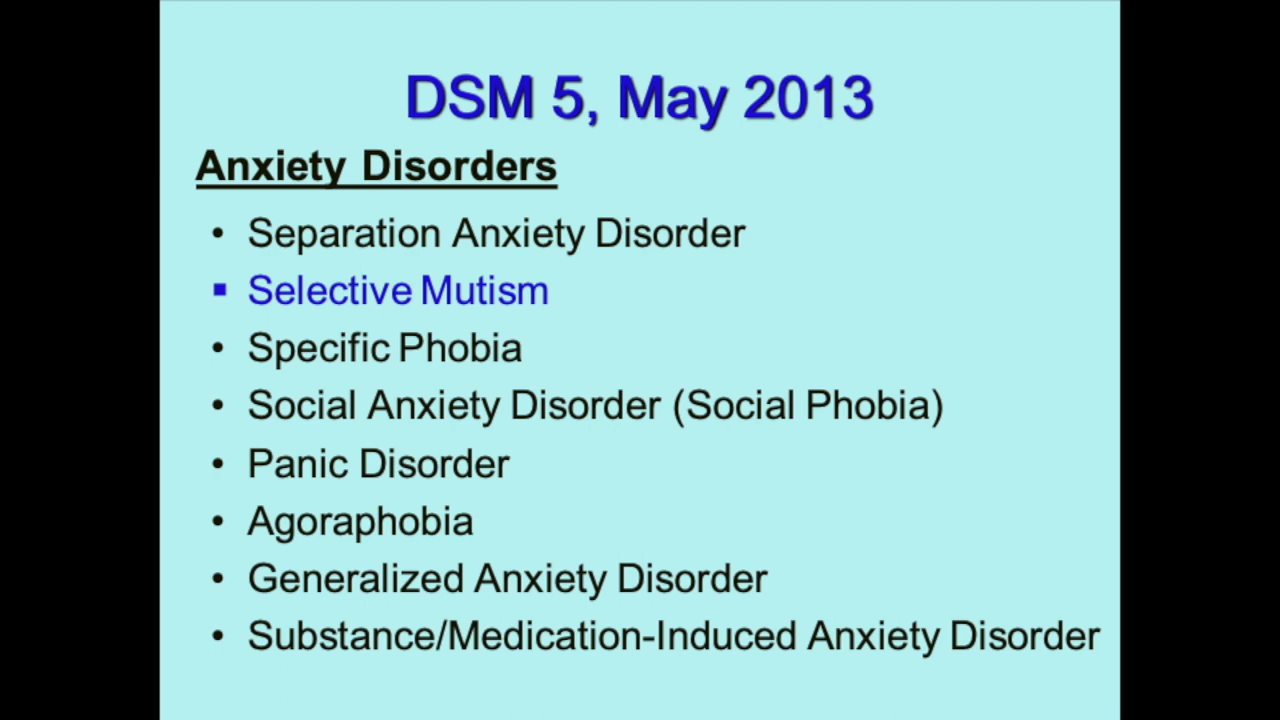 DSM 5, May 2013
Anxiety Disorders
• Separation Anxiety Disorder
▪ Selective Mutism
• Specific Phobia
• Social Anxiety Disorder (Social Phobia)
• Panic Disorder
• Agoraphobia
• Generalized Anxiety Disorder
• Substance/Medication-Induced Anxiety Disorder